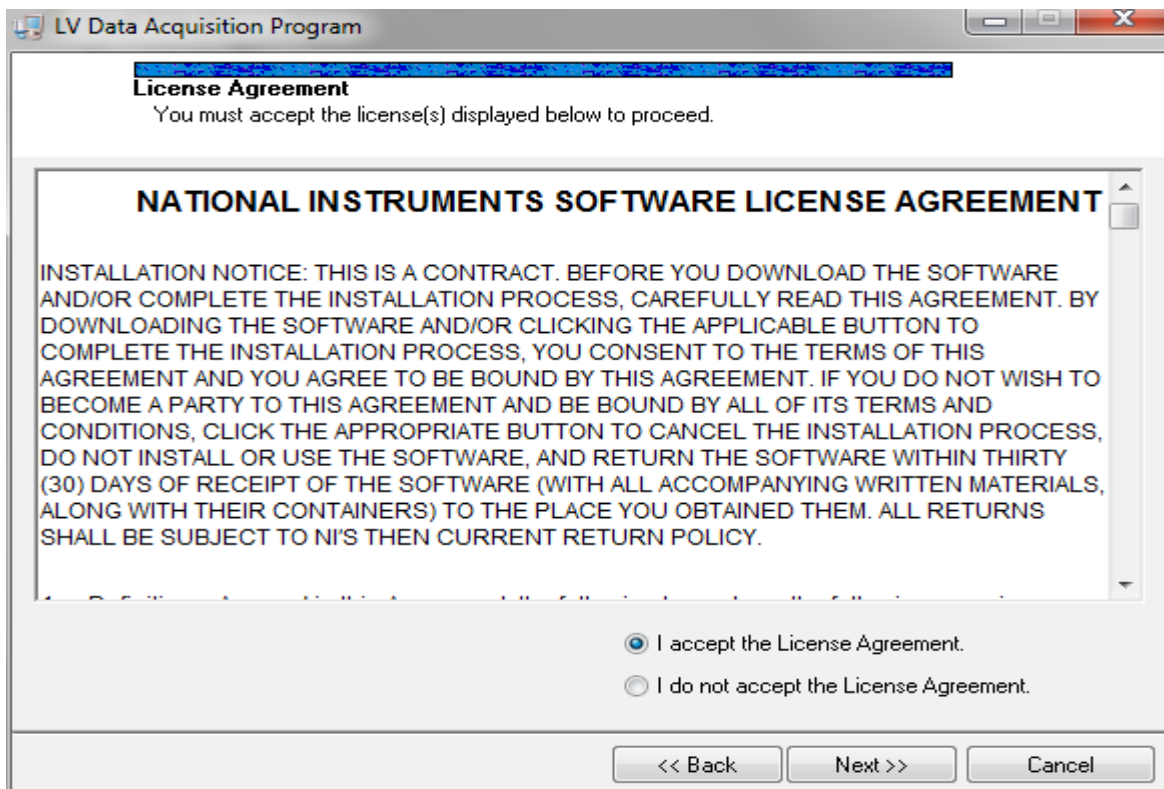 LV Data Acquisition Program
License Agreement
You must accept the license(s) displayed below to proceed.
NATIONAL INSTRUMENTS SOFTWARE LICENSE AGREEMENT
INSTALLATION NOTICE: THIS IS A CONTRACT. BEFORE YOU DOWNLOAD THE SOFTWARE
AND/OR COMPLETE THE INSTALLATION PROCESS, CAREFULLY READ THIS AGREEMENT. BY
DOWNLOADING THE SOFTWARE AND/OR CLICKING THE APPLICABLE BUTTON TO
COMPLETE THE INSTALLATION PROCESS, YOU CONSENT TO THE TERMS OF THIS
AGREEMENT AND YOU AGREE TO BE BOUND BY THIS AGREEMENT. IF YOU DO NOT WISH TO
BECOME A PARTY TO THIS AGREEMENT AND BE BOUND BY ALL OF ITS TERMS AND
CONDITIONS, CLICK THE APPROPRIATE BUTTON TO CANCEL THE INSTALLATION PROCESS,
DO NOT INSTALL OR USE THE SOFTWARE, AND RETURN THE SOFTWARE WITHIN THIRTY
(30) DAYS OF RECEIPT OF THE SOFTWARE (WITH ALL ACCOMPANYING WRITTEN MATERIALS,
ALONG WITH THEIR CONTAINERS) TO THE PLACE YOU OBTAINED THEM. ALL RETURNS
SHALL BE SUBJECT TO NI'S THEN CURRENT RETURN POLICY.
I accept the License Agreement.
I do not accept the License Agreement.
<< Back Next >> Cancel